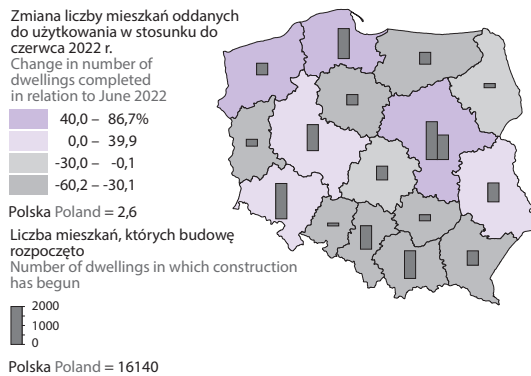 Zmiana liczby mieszkań oddanych
do użytkowania w stosunku do
czerwca 2022 r.
Change in number of
dwellings completed
in relation to June 2022
40,0 – 86,7%
0,0 – 39,9
-30,0 – -0,1
-60,2 – -30,1
Polska Poland = 2,6
Liczba mieszkań, których budowę
rozpoczęto
Number of dwellings in which construction
has begun
2000
1000
0
Polska Poland = 16140